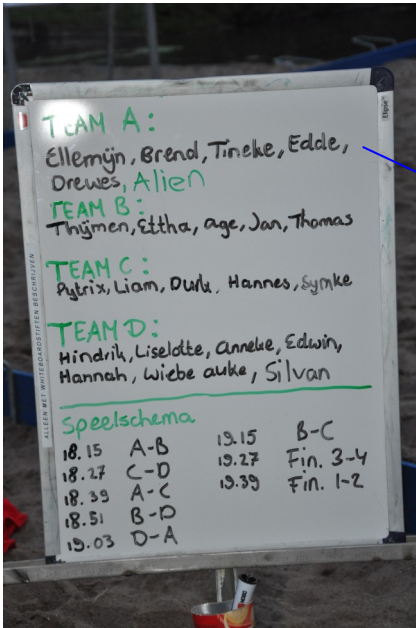 TEAM A:
Ellemijn, Brend, Tineke, Edde,
Drewes, Alien
TEAM B:
Thijmen, Ettha, age, Jan, Thomas
TEAM C:
Pytrix, Liam, Durk, Hannes, Symke
TEAM D:
Hindrik, Liselotte, Anneke, Edwin,
Hannah, Wiebe auke, Silvan
Speelschema
18.15 A-B
18.27 C-D
18.39 A-C
18.51 B-D
19.03 D-A
19.15 B-C
19.27 Fin. 3-4
19.39 Fin. 1-2
ALLEEN MET WHITEBOARDSTIFTEN BESCHRIJVEN